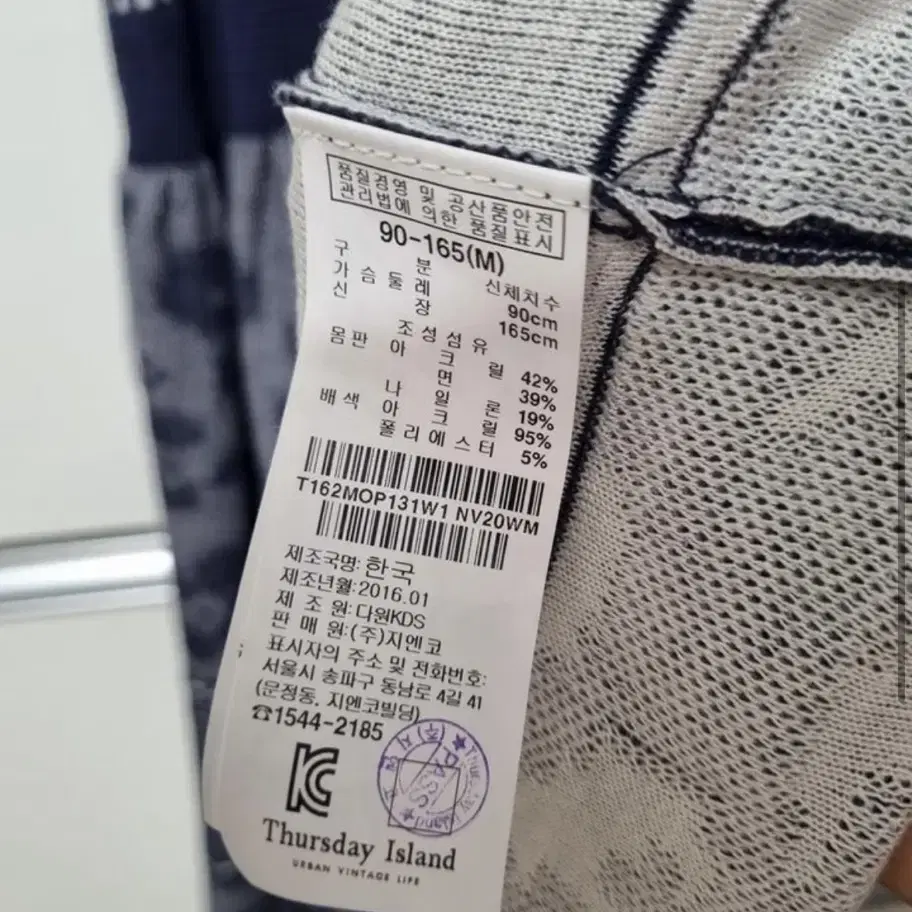 품질경영 및 공산품안전
관리법에 의한 품질표시
90-165(M)
구 분 신체치수
가슴둘레 90cm
신 장 165cm
조성섬유
몸판 아크릴 42%
면 39%
나일론 19%
배색 아크릴 95%
폴리에스터 5%
T162MOP131W1 NV20WM
제조국명: 한국
제조년월: 2016.01
제 조 원: 다원KDS
판 매 원: (주)지엔코
표시자의 주소 및 전화번호:
서울시 송파구 동남로 4길 41
(문정동, 지엔코빌딩)
☎1544-2185
PASS
Thursday Island
URBAN VINTAGE LIFE